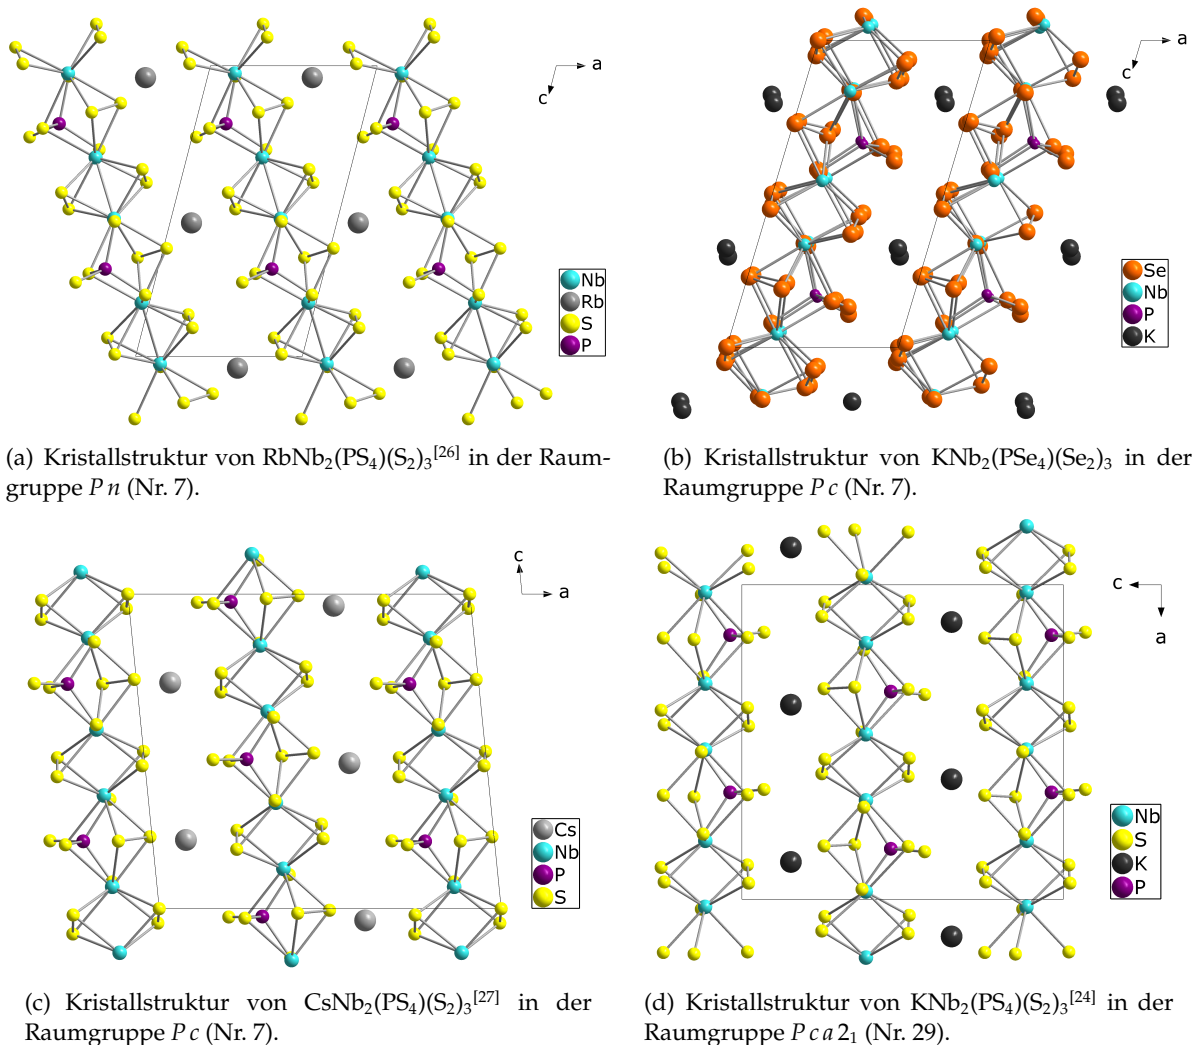 a
c
Nb
Rb
S
P
a
c
Se
Nb
P
K
(a) Kristallstruktur von RbNb₂(PS₄)(S₂)₃[26] in der Raum-
gruppe P n (Nr. 7).
(b) Kristallstruktur von KNb₂(PSe₄)(Se₂)₃ in der
Raumgruppe P c (Nr. 7).
c
a
Cs
Nb
P
S
c
a
Nb
S
K
P
(c) Kristallstruktur von CsNb₂(PS₄)(S₂)₃[27] in der
Raumgruppe P c (Nr. 7).
(d) Kristallstruktur von KNb₂(PS₄)(S₂)₃[24] in der
Raumgruppe P c a 2₁ (Nr. 29).